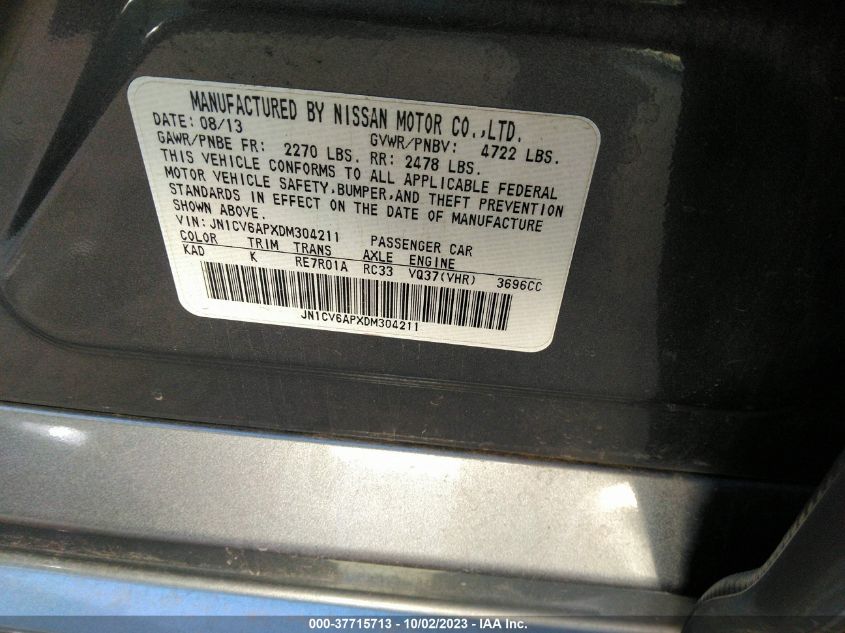 MANUFACTURED BY NISSAN MOTOR CO.,LTD.
DATE: 08/13 GVWR/PNBV: 4722 LBS.
GAWR/PNBE FR: 2270 LBS. RR: 2478 LBS.
THIS VEHICLE CONFORMS TO ALL APPLICABLE FEDERAL
MOTOR VEHICLE SAFETY,BUMPER,AND THEFT PREVENTION
STANDARDS IN EFFECT ON THE DATE OF MANUFACTURE
SHOWN ABOVE.
VIN:JN1CV6APXDM304211 PASSENGER CAR
COLOR TRIM TRANS AXLE ENGINE
KAD K RE7R01A RC33 VQ37(VHR) 3696CC
JN1CV6APXDM304211
000-37715713 - 10/02/2023 - IAA Inc.